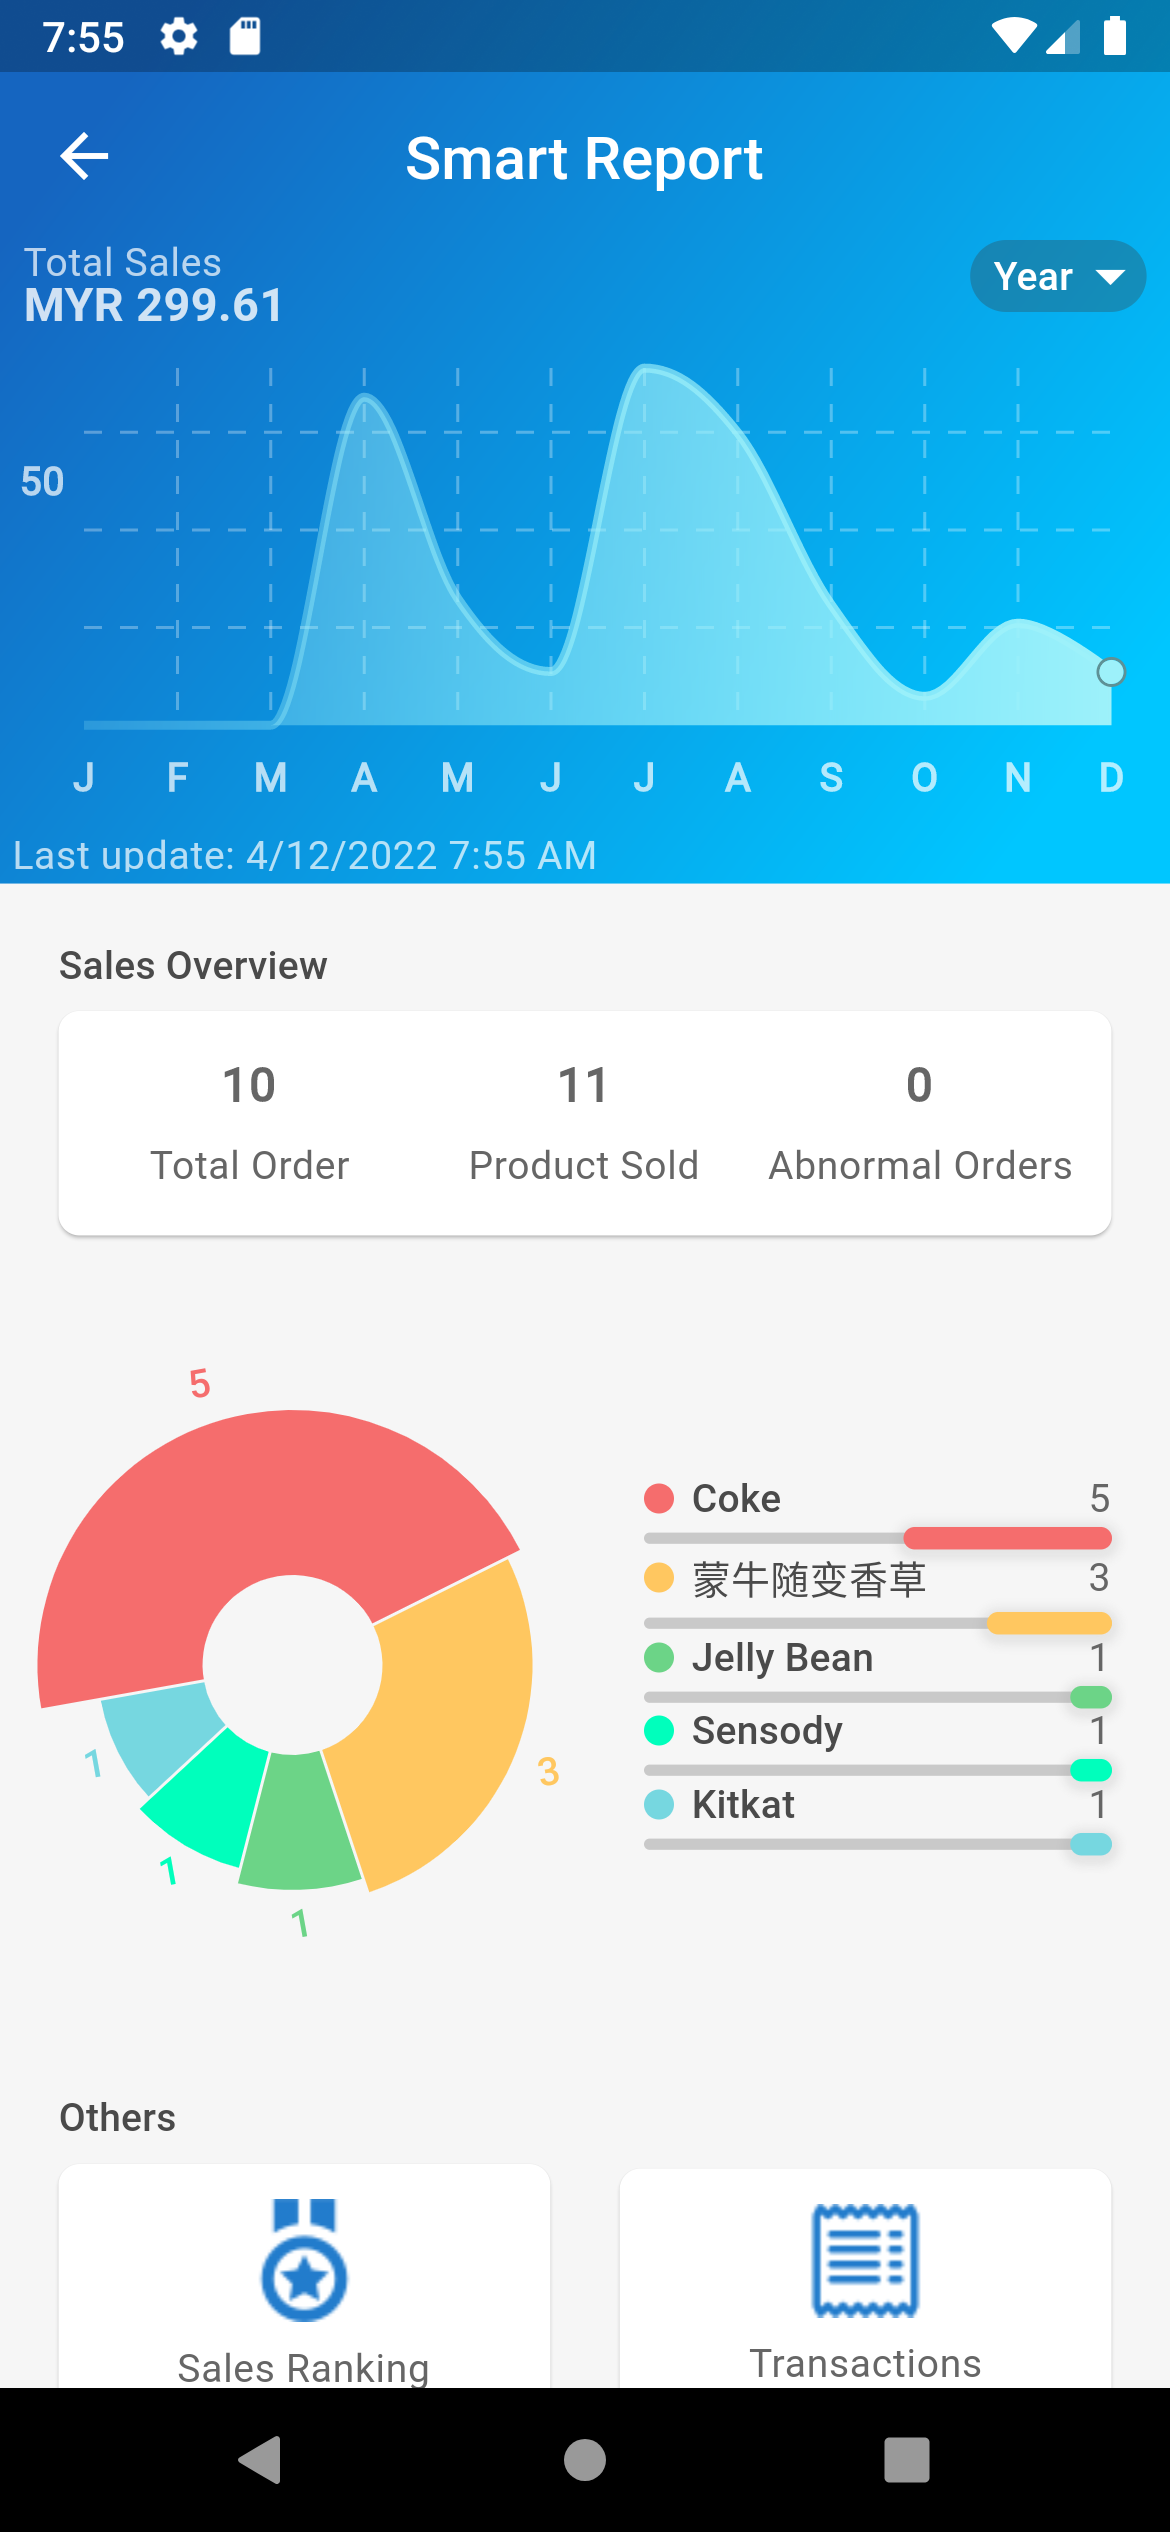 7:55
Smart Report
Total Sales
MYR 299.61
Year
50
J F M A M J J A S O N D
Last update: 4/12/2022 7:55 AM
Sales Overview
10 11 0
Total Order Product Sold Abnormal Orders
5
3
1
1
1
Coke 5
蒙牛随变香草 3
Jelly Bean 1
Sensody 1
Kitkat 1
Others
Sales Ranking
Transactions